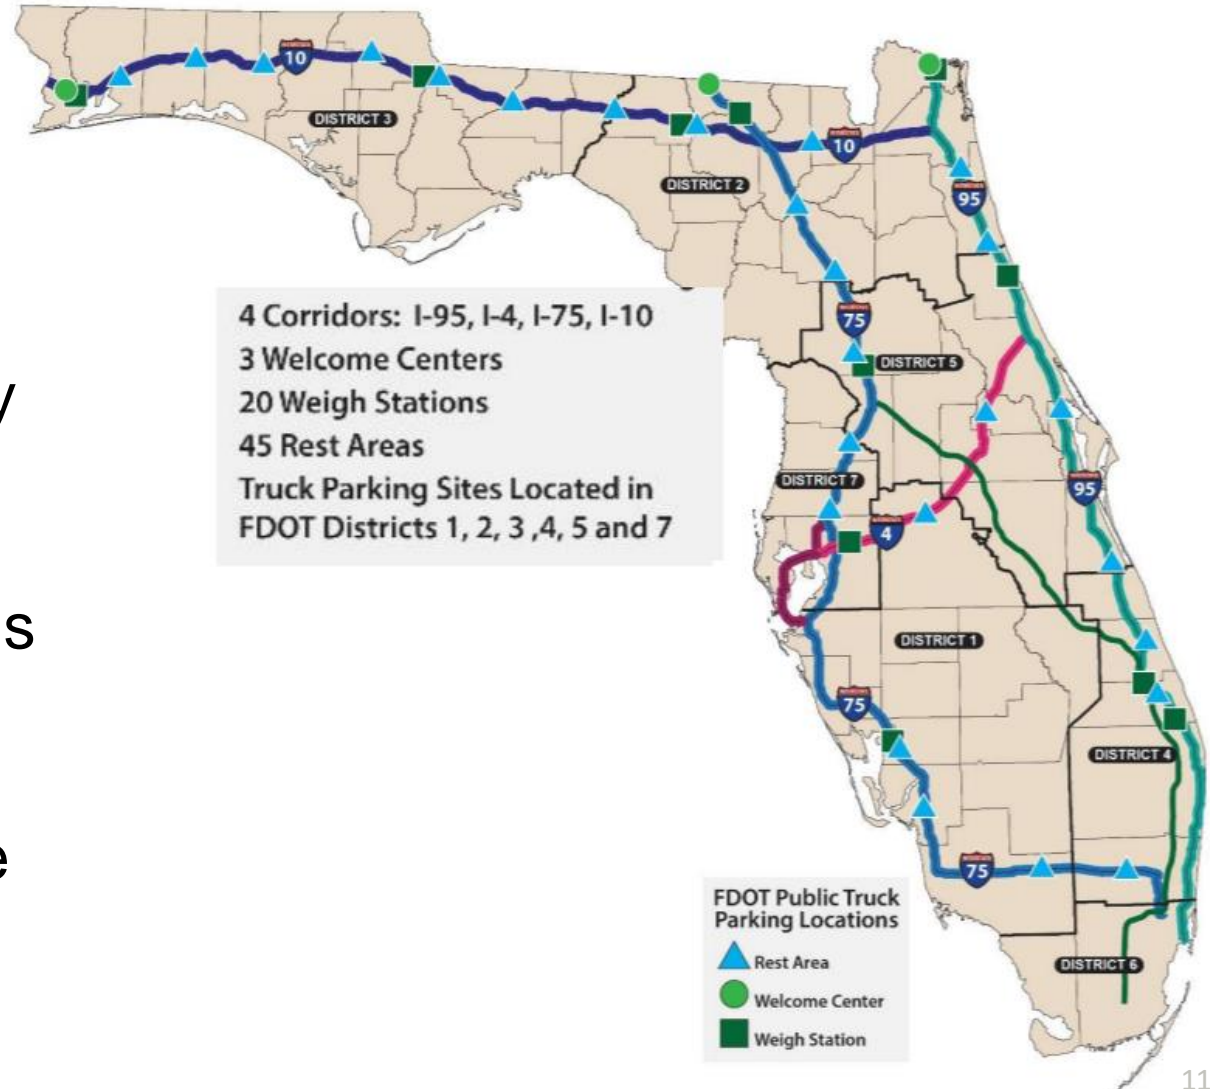 10
DISTRICT 3
10
DISTRICT 2
95
4 Corridors: I-95, I-4, I-75, I-10
3 Welcome Centers
20 Weigh Stations
45 Rest Areas
Truck Parking Sites Located in
FDOT Districts 1, 2, 3 ,4, 5 and 7
75
DISTRICT 5
y
DISTRICT 7
95
4
s
DISTRICT 1
75
DISTRICT 4
e
75
FDOT Public Truck
Parking Locations
Rest Area
Welcome Center
Weigh Station
DISTRICT 6
11